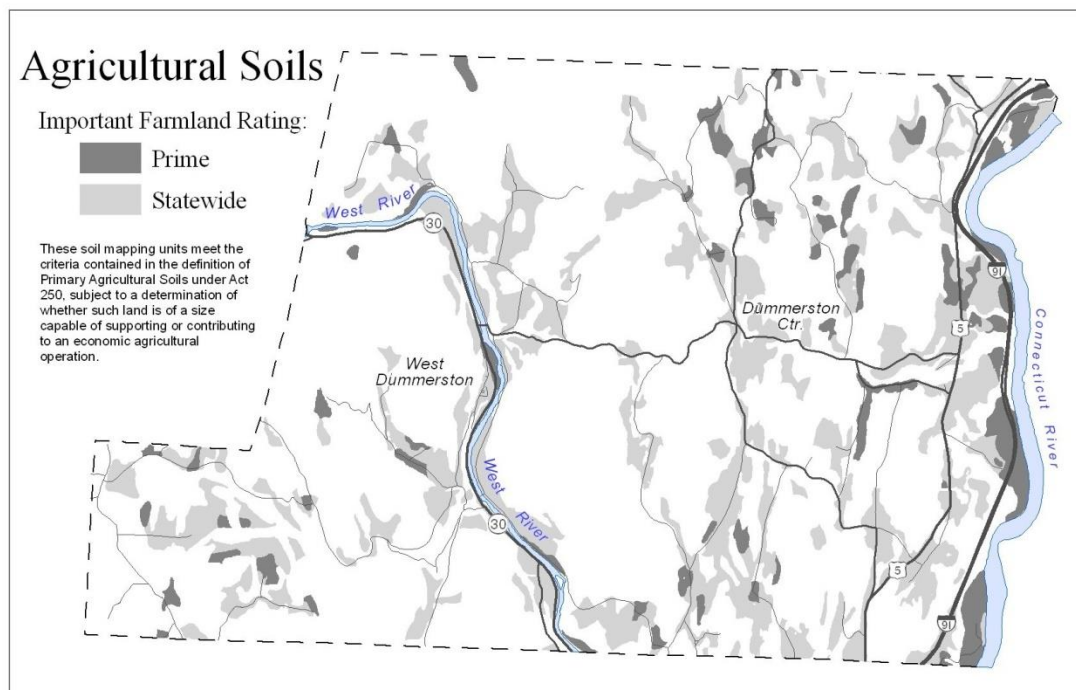 Agricultural Soils
Important Farmland Rating:
Prime
Statewide
These soil mapping units meet the
criteria contained in the definition of
Primary Agricultural Soils under Act
250, subject to a determination of
whether such land is of a size
capable of supporting or contributing
to an economic agricultural
operation.
West River
30
91
Dummerston
Ctr.
5
Connecticut River
West
Dummerston
West River
30
5
91